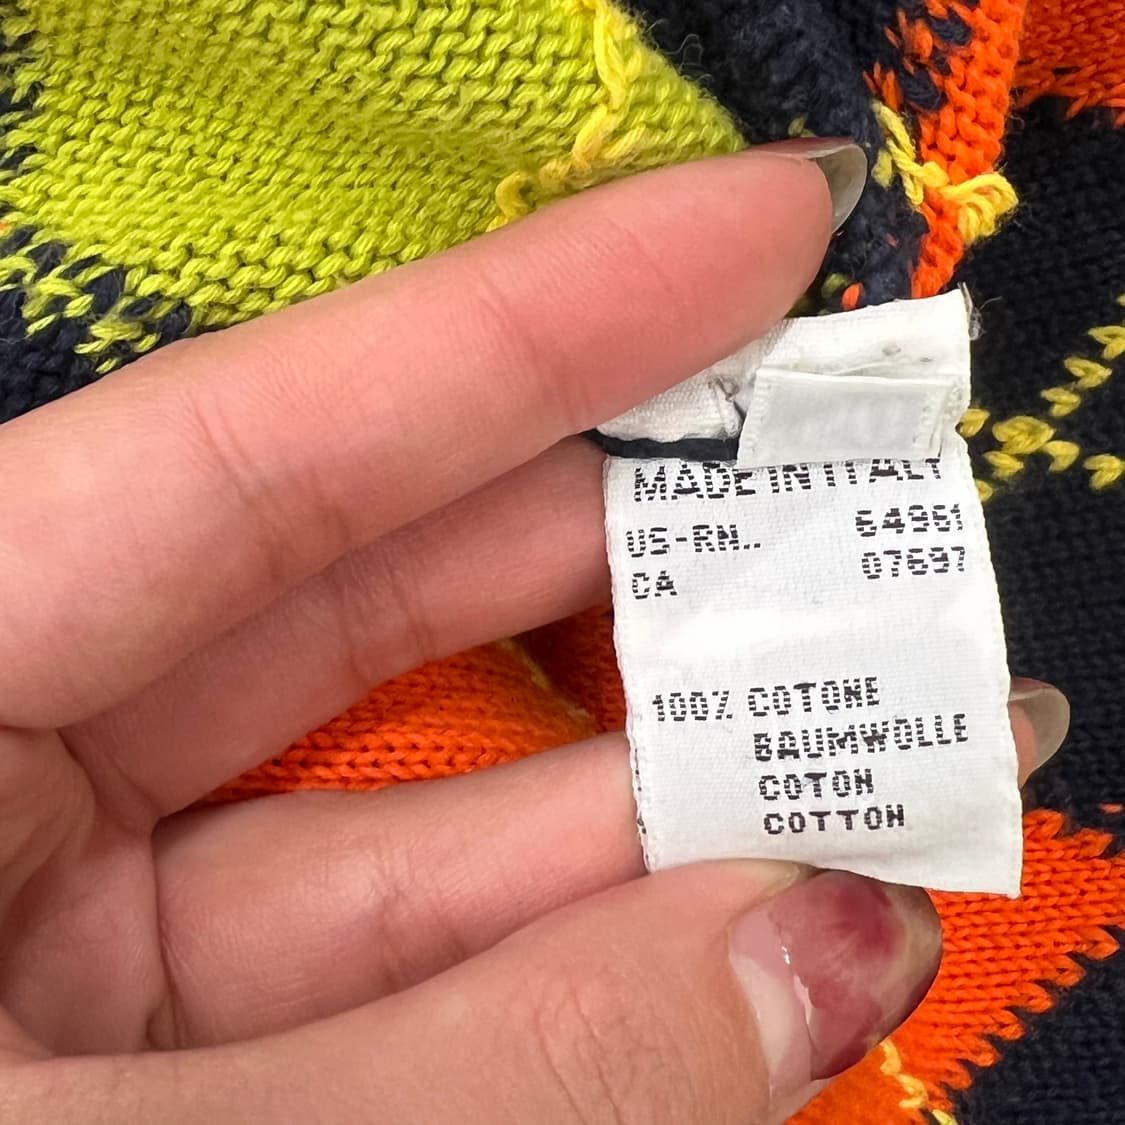 MADE IN ITALY
US-RN.. 64961
CA 07697
100% COTONE
BAUMWOLLE
COTON
COTTON